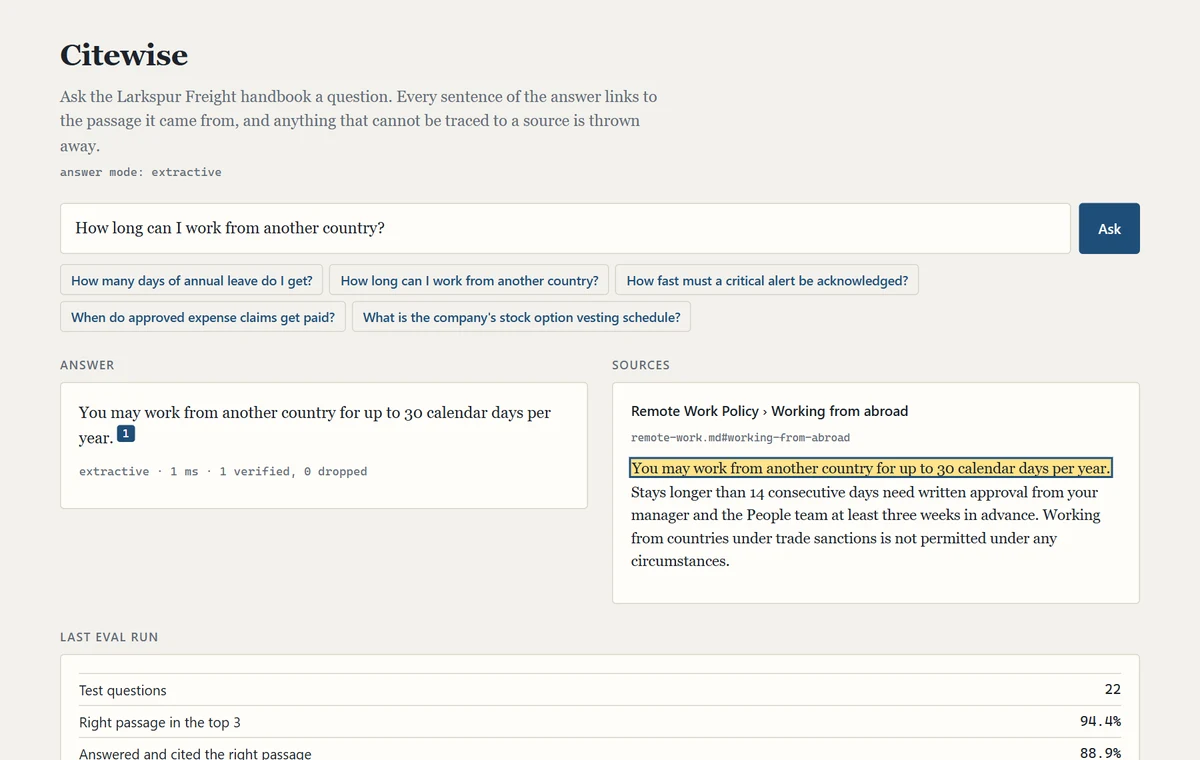 Citewise
Ask the Larkspur Freight handbook a question. Every sentence of the answer links to
the passage it came from, and anything that cannot be traced to a source is thrown
away.
answer mode: extractive
How long can I work from another country?
Ask
How many days of annual leave do I get?
How long can I work from another country?
How fast must a critical alert be acknowledged?
When do approved expense claims get paid?
What is the company's stock option vesting schedule?
ANSWER
You may work from another country for up to 30 calendar days per
year. 1
extractive · 1 ms · 1 verified, 0 dropped
SOURCES
Remote Work Policy › Working from abroad
remote-work.md#working-from-abroad
You may work from another country for up to 30 calendar days per year.
Stays longer than 14 consecutive days need written approval from your
manager and the People team at least three weeks in advance. Working
from countries under trade sanctions is not permitted under any
circumstances.
LAST EVAL RUN
Test questions 22
Right passage in the top 3 94.4%
Answered and cited the right passage 88.9%